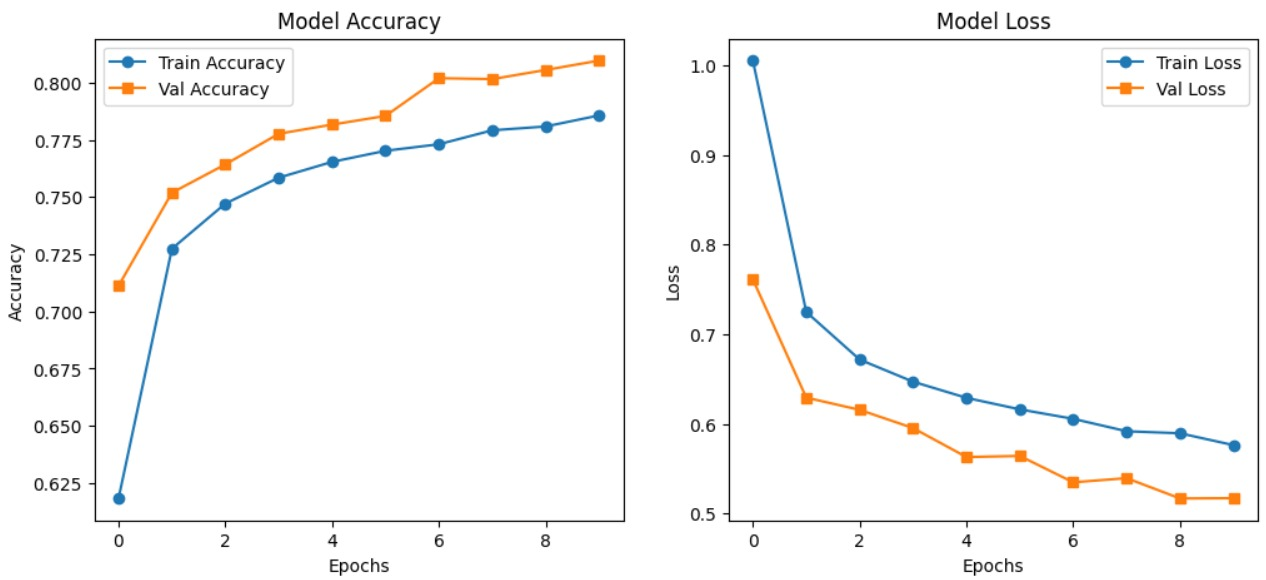 Model Accuracy
Train Accuracy
Val Accuracy
0.800
0.775
0.750
0.725
0.700
0.675
0.650
0.625
Accuracy
0 2 4 6 8
Epochs
Model Loss
Train Loss
Val Loss
1.0
0.9
0.8
0.7
0.6
0.5
Loss
0 2 4 6 8
Epochs